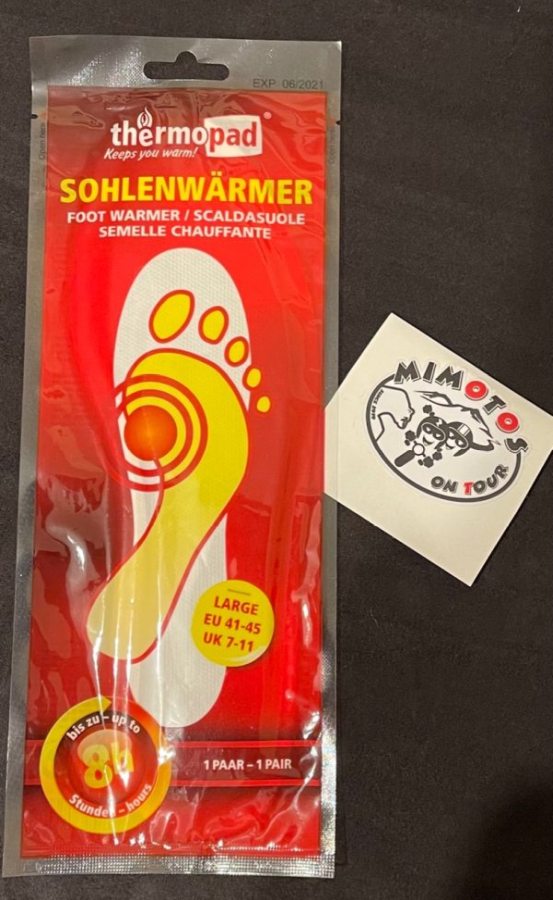 EXP 06/2021
thermopad®
Keeps you warm!
SOHLENWÄRMER
FOOT WARMER / SCALDASUOLE
SEMELLE CHAUFFANTE
LARGE
EU 41-45
UK 7-11
bis zu – up to
8h
Stunden – hours
1 PAAR – 1 PAIR
MIMOTOS
ON TOUR